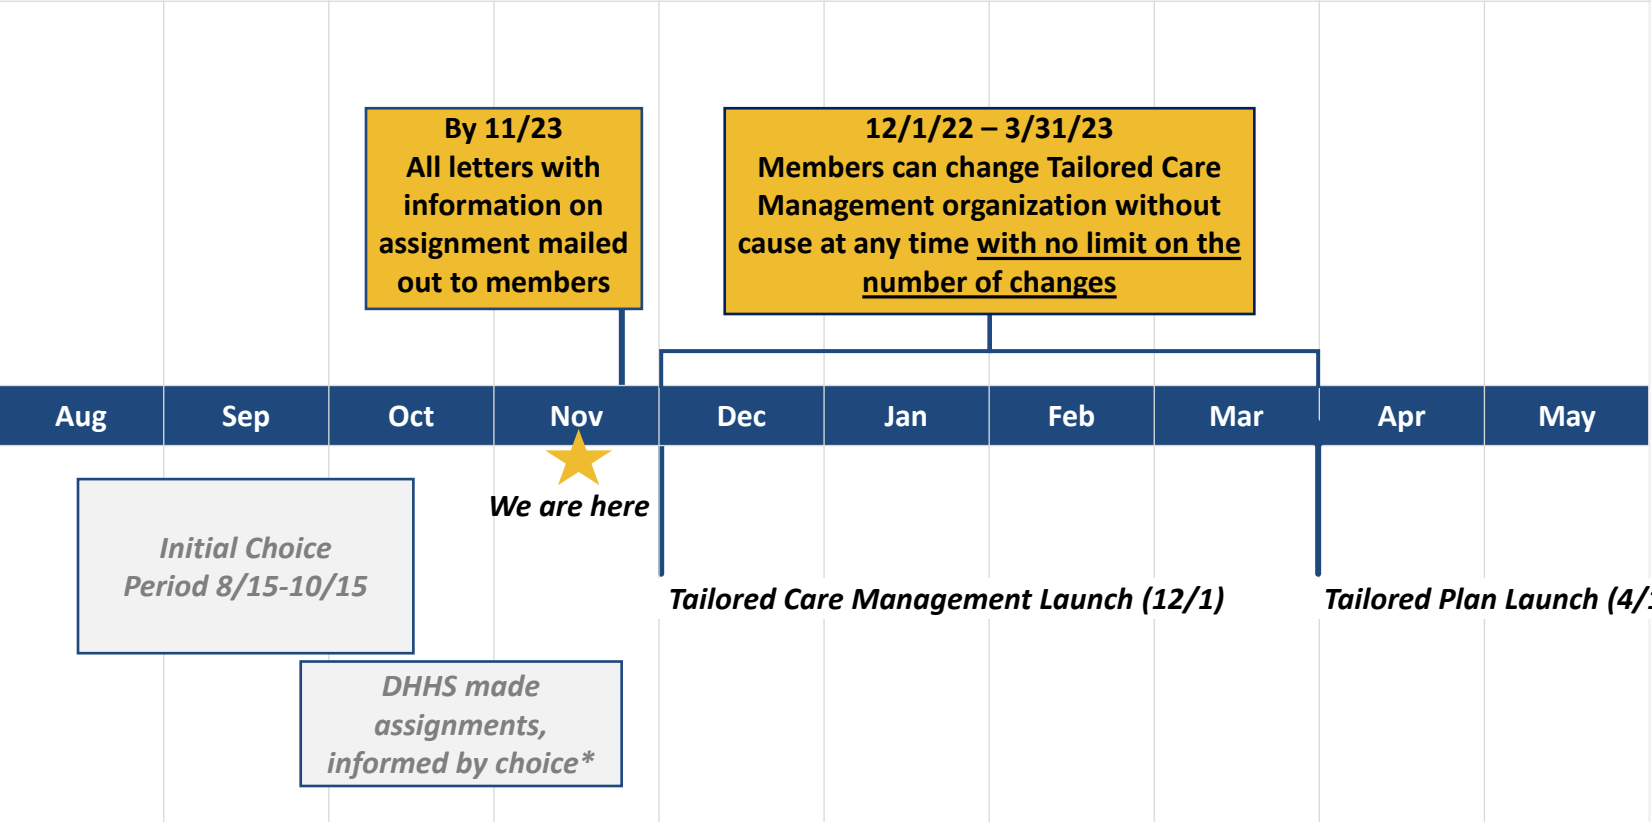 By 11/23
All letters with
information on
assignment mailed
out to members
12/1/22 – 3/31/23
Members can change Tailored Care
Management organization without
cause at any time with no limit on the
number of changes
Aug
Sep
Oct
Nov
Dec
Jan
Feb
Mar
Apr
May
We are here
Initial Choice
Period 8/15-10/15
Tailored Care Management Launch (12/1)
Tailored Plan Launch (4/1
DHHS made
assignments,
informed by choice*